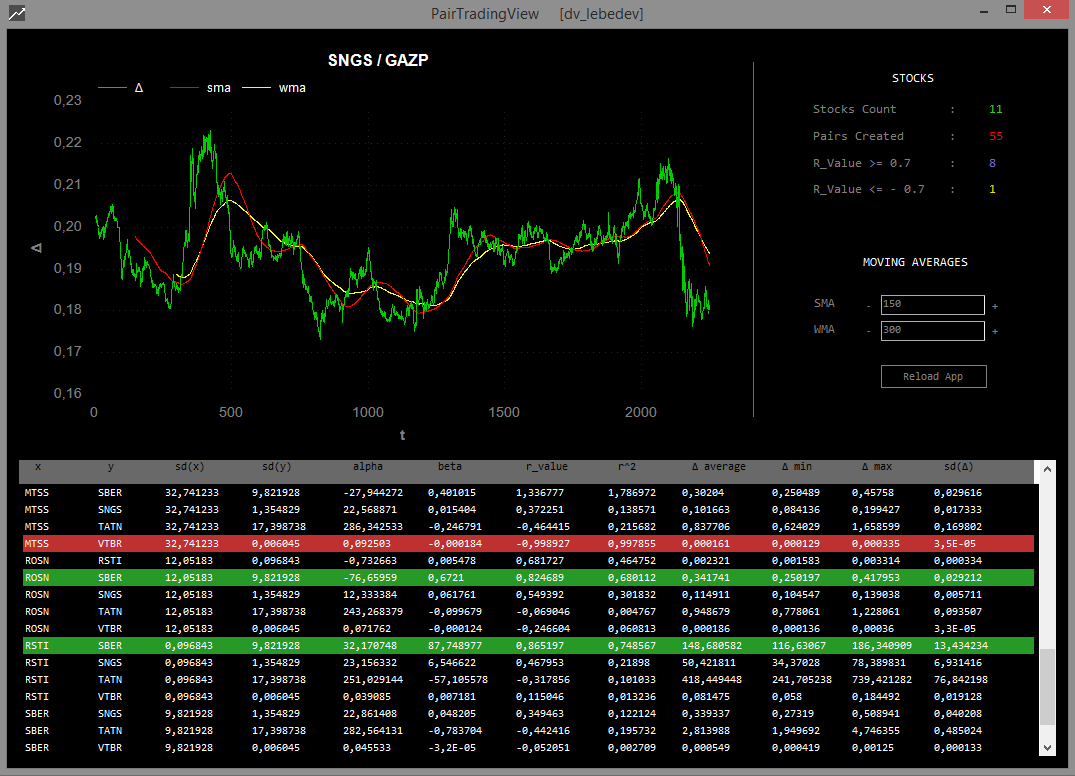 PairTradingView [dv_lebedev]
SNGS / GAZP
Δ sma wma
0,23
0,22
0,21
0,20
0,19
0,18
0,17
0,16
Δ
0 500 1000 1500 2000
t
STOCKS
Stocks Count : 11
Pairs Created : 55
R_Value >= 0.7 : 8
R_Value <= - 0.7 : 1
MOVING AVERAGES
SMA - 150 +
WMA - 300 +
Reload App
x y sd(x) sd(y) alpha beta r_value r^2 Δ average Δ min Δ max sd(Δ)
MTSS SBER 32,741233 9,821928 -27,944272 0,401015 1,336777 1,786972 0,30204 0,250489 0,45758 0,029616
MTSS SNGS 32,741233 1,354829 22,568871 0,015404 0,372251 0,138571 0,101663 0,084136 0,199427 0,017333
MTSS TATN 32,741233 17,398738 286,342533 -0,246791 -0,464415 0,215682 0,837706 0,624029 1,658599 0,169802
MTSS VTBR 32,741233 0,006045 0,092503 -0,000184 -0,998927 0,997855 0,000161 0,000129 0,000335 3,5E-05
ROSN RSTI 12,05183 0,096843 -0,732663 0,005478 0,681727 0,464752 0,002321 0,001583 0,003314 0,000334
ROSN SBER 12,05183 9,821928 -76,65959 0,6721 0,824689 0,680112 0,341741 0,250197 0,417953 0,029212
ROSN SNGS 12,05183 1,354829 12,333384 0,061761 0,549392 0,301832 0,114911 0,104547 0,139038 0,005711
ROSN TATN 12,05183 17,398738 243,268379 -0,099679 -0,069046 0,004767 0,948679 0,778061 1,228061 0,093507
ROSN VTBR 12,05183 0,006045 0,071762 -0,000124 -0,246604 0,060813 0,000186 0,000136 0,00036 3,3E-05
RSTI SBER 0,096843 9,821928 32,170748 87,748977 0,865197 0,748567 148,680582 116,63067 186,340909 13,434234
RSTI SNGS 0,096843 1,354829 23,156332 6,546622 0,467953 0,21898 50,421811 34,37028 78,389831 6,931416
RSTI TATN 0,096843 17,398738 251,029144 -57,105578 -0,317856 0,101033 418,449448 241,705238 739,421282 76,842198
RSTI VTBR 0,096843 0,006045 0,039085 0,007181 0,115046 0,013236 0,081475 0,058 0,184492 0,019128
SBER SNGS 9,821928 1,354829 22,861408 0,048205 0,349463 0,122124 0,339337 0,27319 0,508941 0,040208
SBER TATN 9,821928 17,398738 282,564131 -0,783704 -0,442416 0,195732 2,813988 1,949692 4,746355 0,485024
SBER VTBR 9,821928 0,006045 0,045533 -3,2E-05 -0,052051 0,002709 0,000549 0,000419 0,00125 0,000133